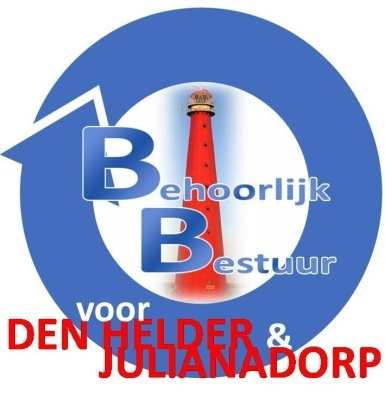 Behoorlijk
Bestuur
voor
DEN HELDER &
JULIANADORP